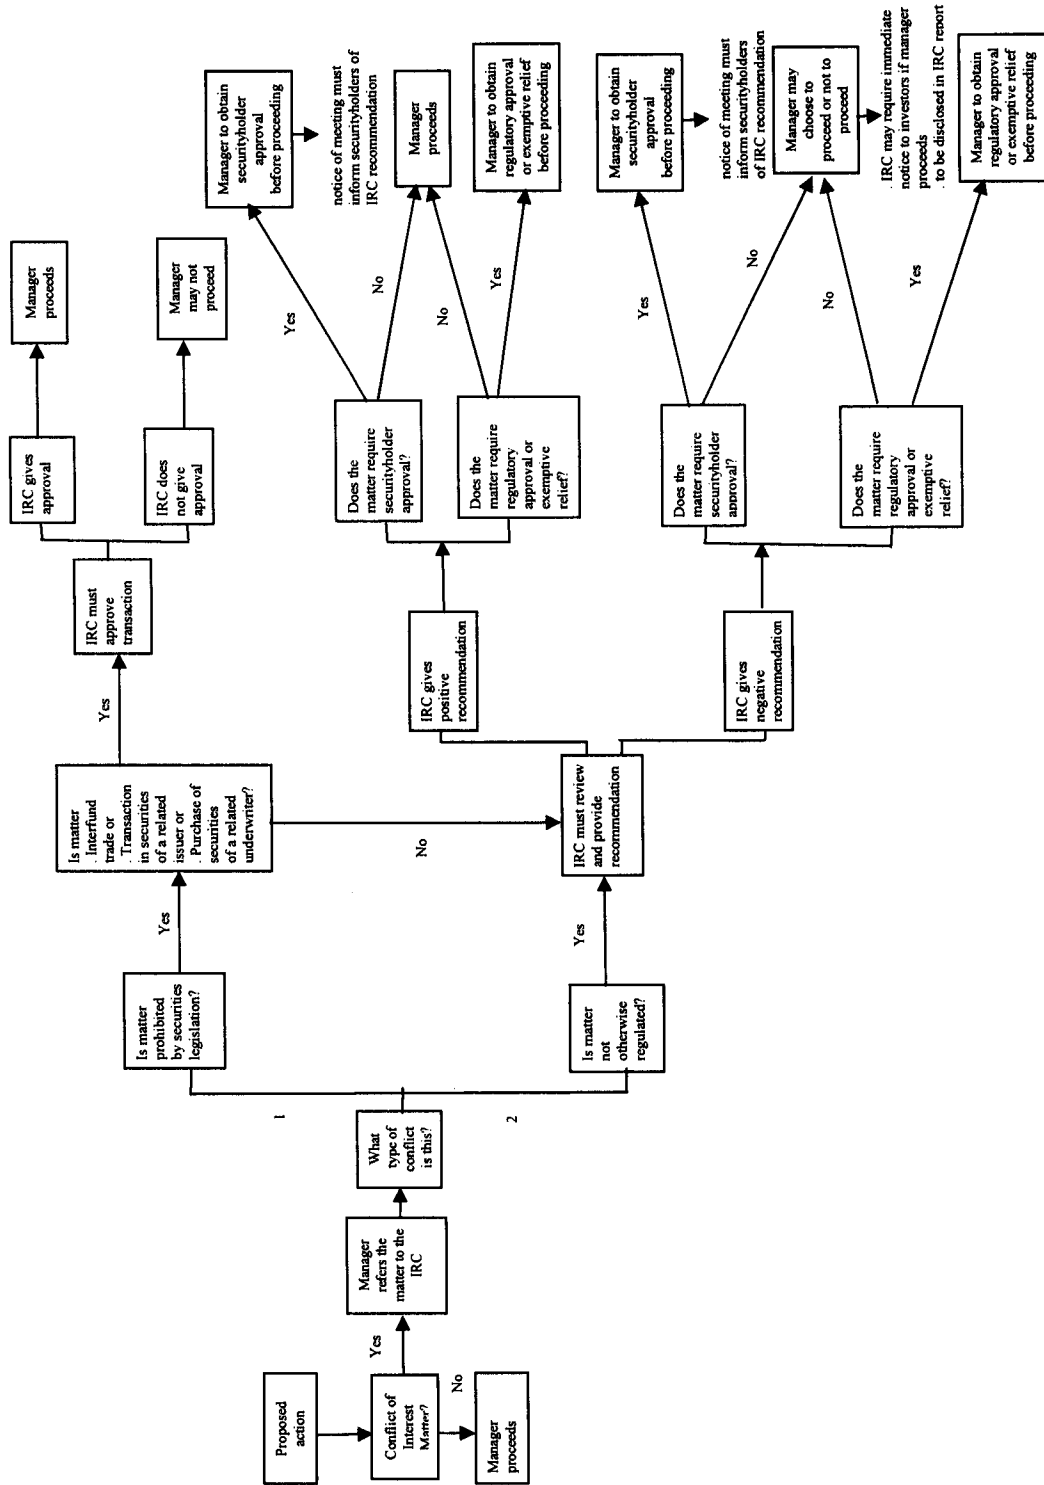 Proposed
action
Conflict of
Interest
Matter?
No
Manager
proceeds
Yes
Manager
refers the
matter to the
IRC
What
type of
conflict
is this?
1
2
Is matter
prohibited
by securities
legislation?
Yes
Is matter
. Interfund
trade or
. Transaction
in securities
of a related
issuer or
. Purchase of
securities
of a related
underwriter?
Yes
IRC must
approve
transaction
IRC gives
approval
Manager
proceeds
IRC does
not give
approval
Manager
may not
proceed
No
Is matter
not
otherwise
regulated?
Yes
IRC must review
and provide
recommendation
IRC gives
positive
recommendation
Does the
matter require
securityholder
approval?
Yes
Manager to obtain
securityholder
approval
before proceeding
notice of meeting must
inform securityholders of
IRC recommendation
No
Manager
proceeds
Does the
matter require
regulatory
approval or
exemptive
relief?
No
Yes
Manager to obtain
regulatory approval
or exemptive relief
before proceeding
IRC gives
negative
recommendation
Does the
matter require
securityholder
approval?
Yes
Manager to obtain
securityholder
approval
before proceeding
notice of meeting must
inform securityholders
of IRC recommendation
No
Manager may
choose to
proceed or not to
proceed
. IRC may require immediate
notice to investors if manager
proceeds
. to be disclosed in IRC report
Does the
matter require
regulatory
approval or
exemptive
relief?
No
Yes
Manager to obtain
regulatory approval
or exemptive relief
before proceeding